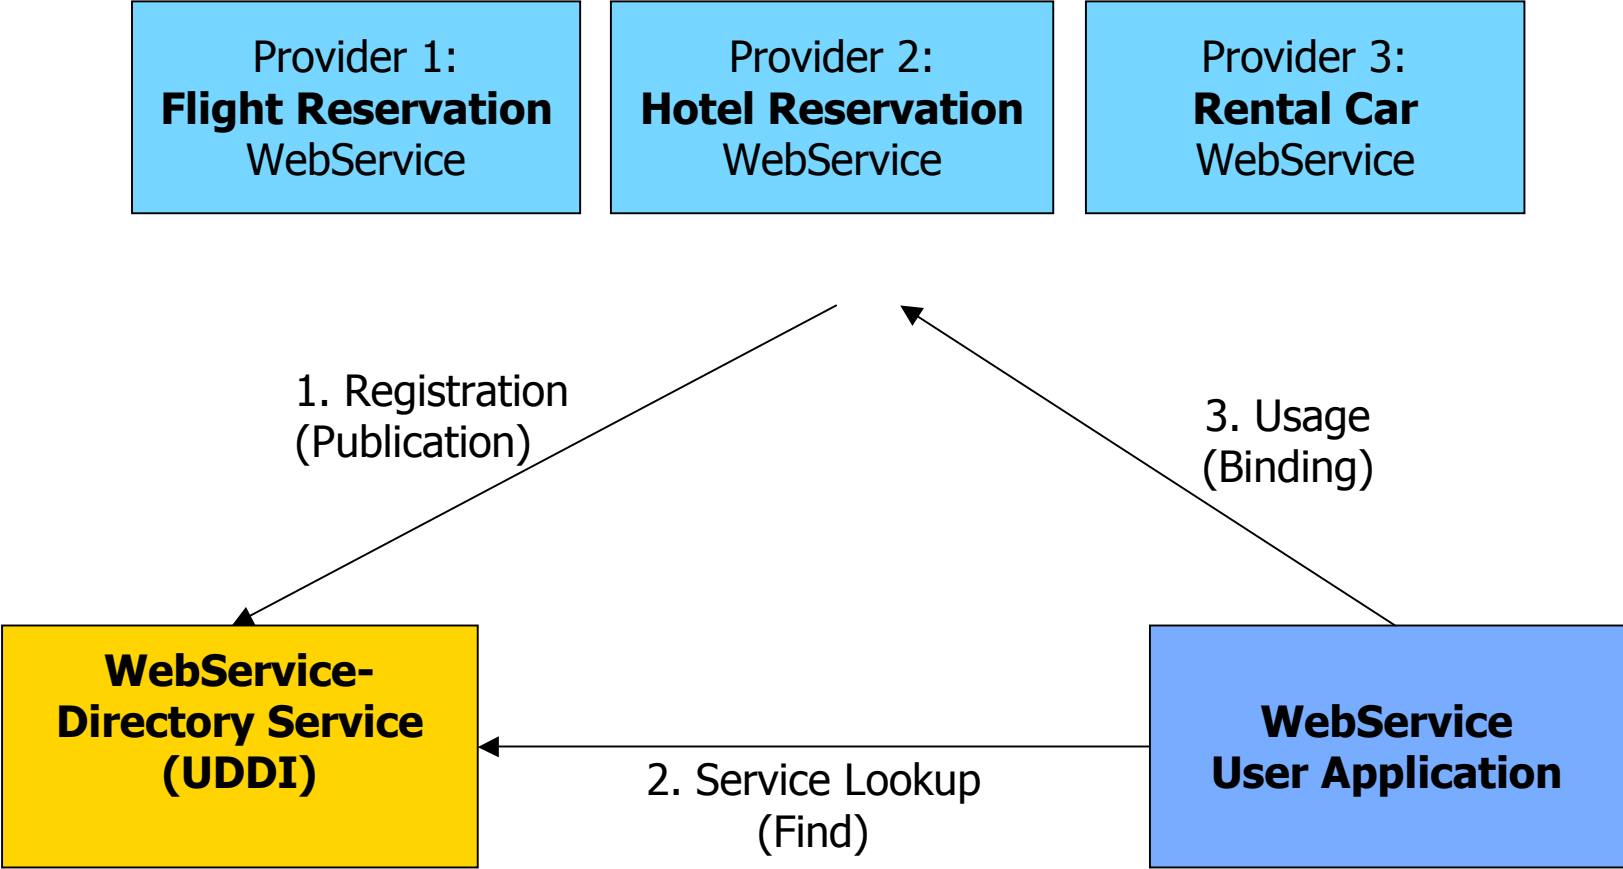 Provider 1:
Flight Reservation
WebService
Provider 2:
Hotel Reservation
WebService
Provider 3:
Rental Car
WebService
1. Registration
(Publication)
3. Usage
(Binding)
WebService-
Directory Service
(UDDI)
2. Service Lookup
(Find)
WebService
User Application